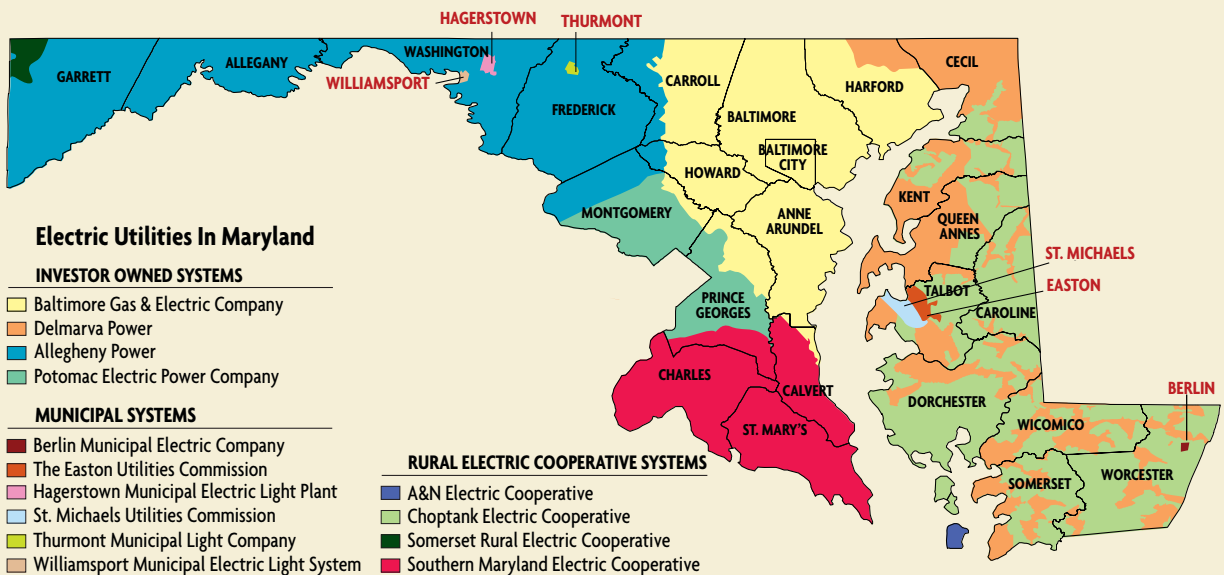 HAGERSTOWN
THURMONT
WASHINGTON
ALLEGANY
GARRETT
WILLIAMSPORT
CARROLL
CECIL
HARFORD
FREDERICK
BALTIMORE
BALTIMORE
CITY
HOWARD
KENT
MONTGOMERY
ANNE
ARUNDEL
QUEEN
ANNES
ST. MICHAELS
EASTON
TALBOT
CAROLINE
PRINCE
GEORGES
CHARLES
CALVERT
BERLIN
DORCHESTER
WICOMICO
ST. MARY'S
SOMERSET
WORCESTER
Electric Utilities In Maryland
INVESTOR OWNED SYSTEMS
Baltimore Gas & Electric Company
Delmarva Power
Allegheny Power
Potomac Electric Power Company
MUNICIPAL SYSTEMS
Berlin Municipal Electric Company
The Easton Utilities Commission
Hagerstown Municipal Electric Light Plant
St. Michaels Utilities Commission
Thurmont Municipal Light Company
Williamsport Municipal Electric Light System
RURAL ELECTRIC COOPERATIVE SYSTEMS
A&N Electric Cooperative
Choptank Electric Cooperative
Somerset Rural Electric Cooperative
Southern Maryland Electric Cooperative